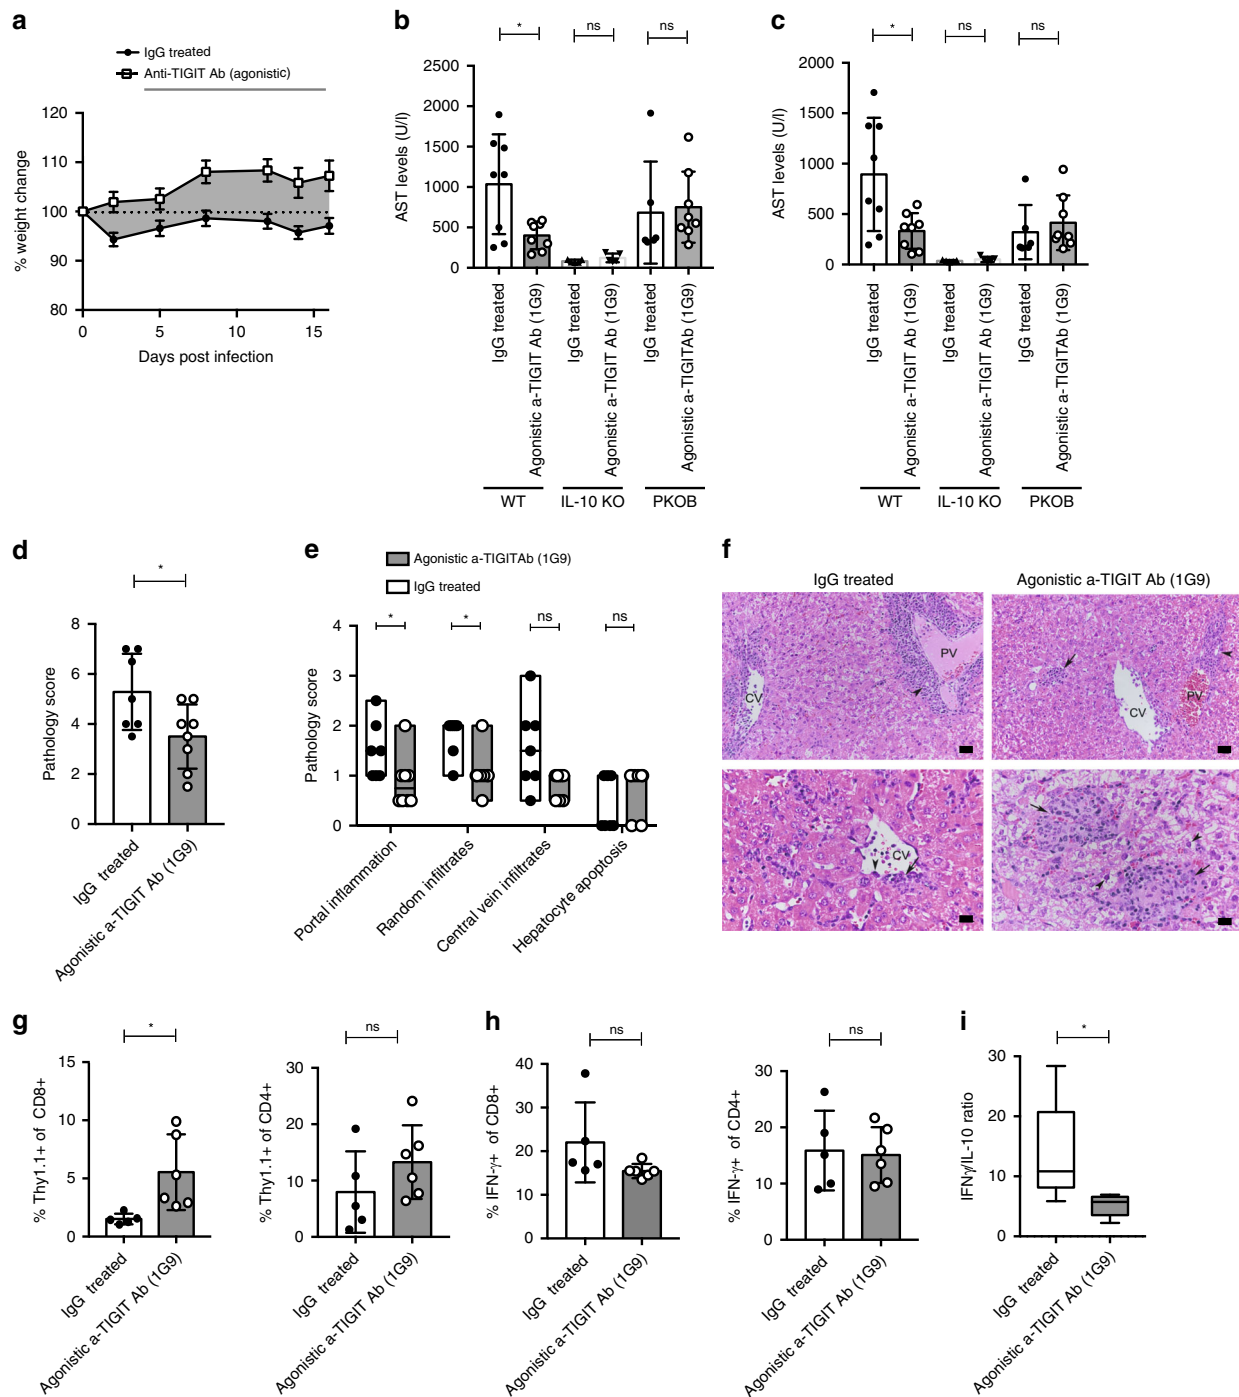 a
IgG treated
Anti-TIGIT Ab (agonistic)
120
110
100
90
80
% weight change
0
5
10
15
Days post infection
b
*
ns
ns
2500
2000
1500
1000
500
0
AST levels (U/l)
IgG treated
Agonistic a-TIGIT Ab (1G9)
IgG treated
Agonistic a-TIGIT Ab (1G9)
IgG treated
Agonistic a-TIGITAb (1G9)
WT
IL-10 KO
PKOB
c
*
ns
ns
2000
1500
1000
500
0
AST levels (U/l)
IgG treated
Agonistic a-TIGIT Ab (1G9)
IgG treated
Agonistic a-TIGIT Ab (1G9)
IgG treated
Agonistic a-TIGITAb (1G9)
WT
IL-10 KO
PKOB
d
*
8
6
4
2
0
Pathology score
IgG treated
Agonistic a-TIGIT Ab (1G9)
e
Agonistic a-TIGITAb (1G9)
IgG treated
*
*
ns
ns
4
3
2
1
0
Pathology score
Portal inflammation
Random infiltrates
Central vein infiltrates
Hepatocyte apoptosis
f
IgG treated
Agonistic a-TIGIT Ab (1G9)
PV
CV
PV
CV
CV
g
*
15
10
5
0
% Thy1.1+ of CD8+
IgG treated
Agonistic a-TIGIT Ab (1G9)
ns
30
20
10
0
% Thy1.1+ of CD4+
IgG treated
Agonistic a-TIGIT Ab (1G9)
h
ns
40
30
20
10
0
% IFN-γ+ of CD8+
IgG treated
Agonistic a-TIGIT Ab (1G9)
ns
30
20
10
0
% IFN-γ+ of CD4+
IgG treated
Agonistic a-TIGIT Ab (1G9)
i
*
30
20
10
0
IFNγ/IL-10 ratio
IgG treated
Agonistic a-TIGIT Ab (1G9)